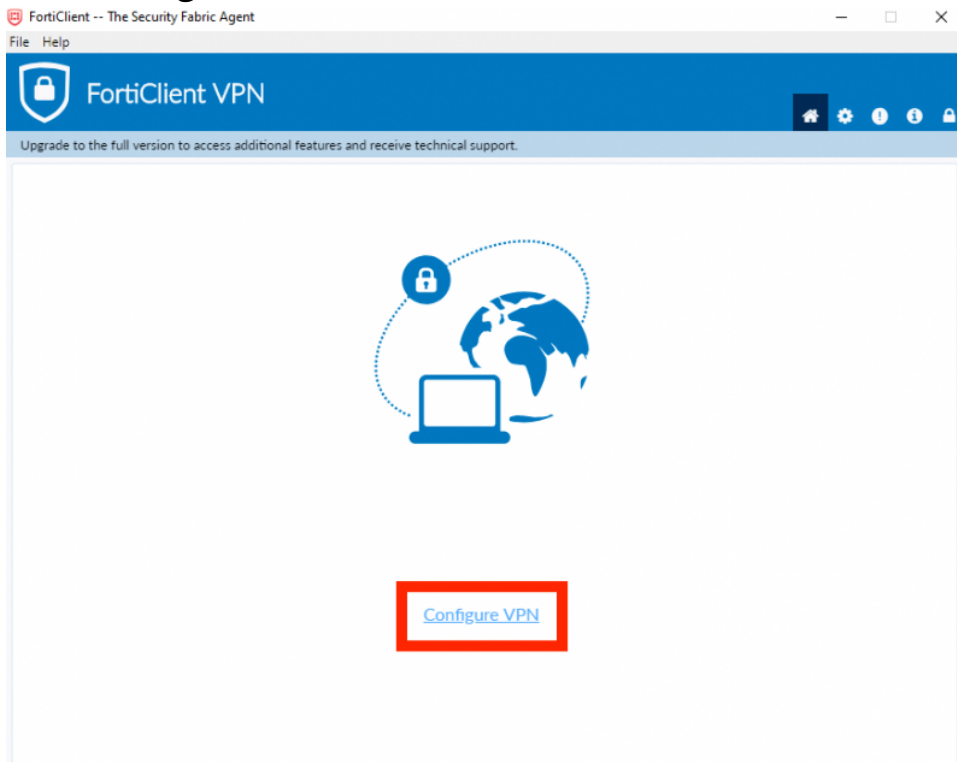 FortiClient -- The Security Fabric Agent
File Help
FortiClient VPN
Upgrade to the full version to access additional features and receive technical support.
Configure VPN